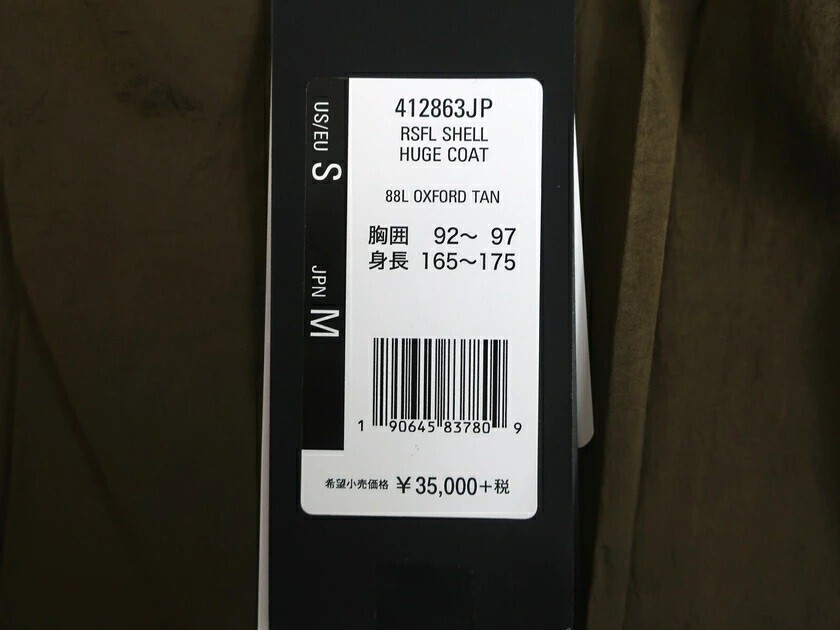 412863JP
RSFL SHELL
HUGE COAT
88L OXFORD TAN
胸囲 92～ 97
身長 165～175
US/EU S
JPN M
1 90645 83780 9
希望小売価格 ￥35,000+税